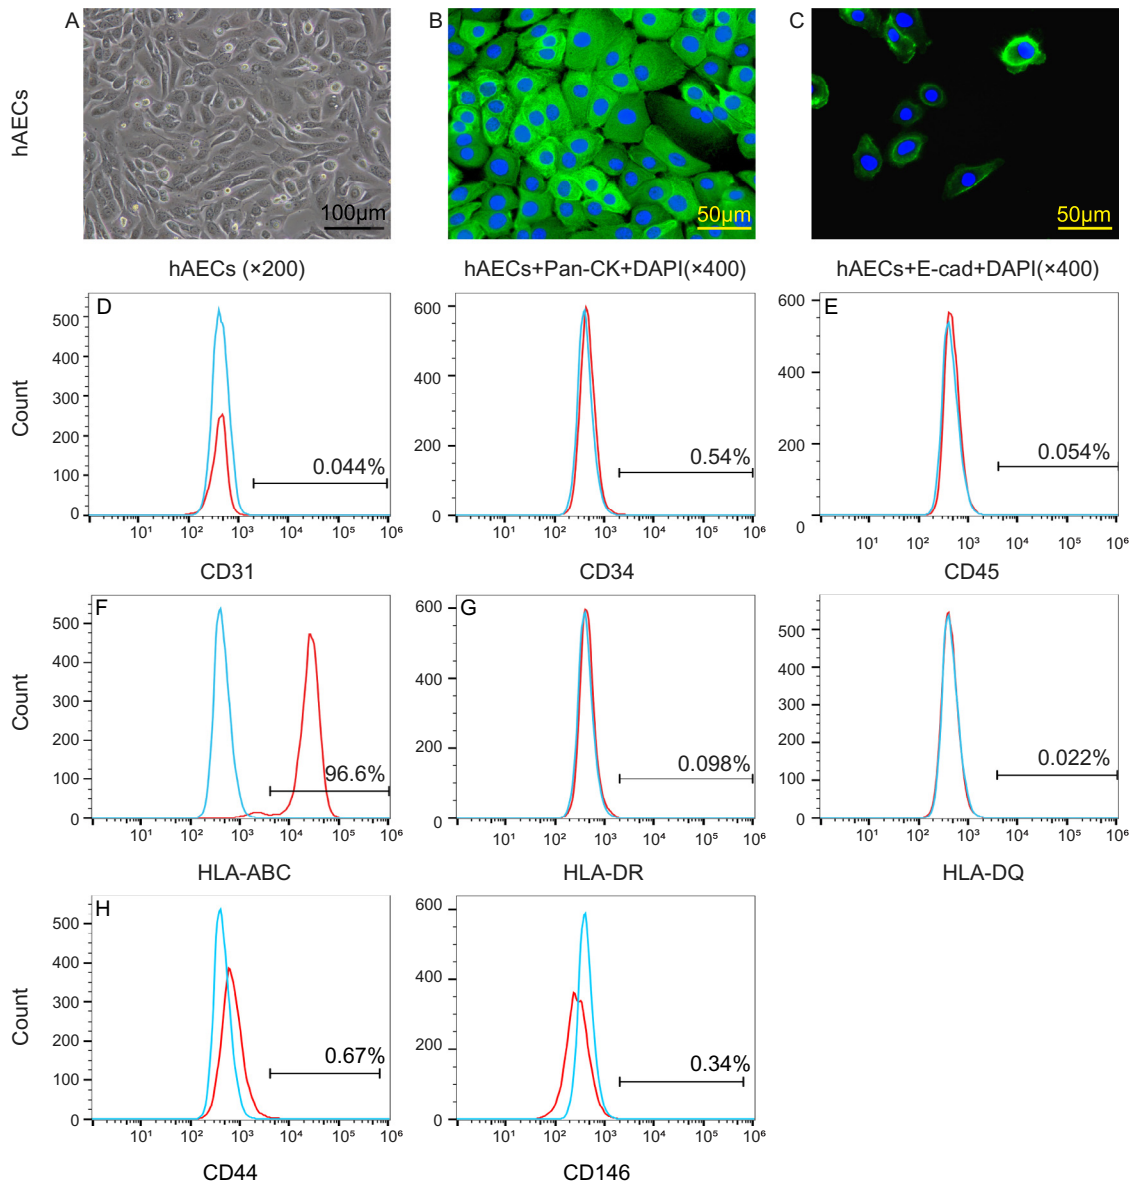 A
B
C
hAECs
100μm
50μm
50μm
hAECs (×200)
hAECs+Pan-CK+DAPI(×400)
hAECs+E-cad+DAPI(×400)
D
E
Count
500
400
300
200
100
0
0.044%
10¹ 10² 10³ 10⁴ 10⁵ 10⁶
CD31
600
400
200
0
0.54%
10¹ 10² 10³ 10⁴ 10⁵ 10⁶
CD34
600
400
200
0
0.054%
10¹ 10² 10³ 10⁴ 10⁵ 10⁶
CD45
F
G
Count
500
400
300
200
100
0
96.6%
10¹ 10² 10³ 10⁴ 10⁵ 10⁶
HLA-ABC
600
400
200
0
0.098%
10¹ 10² 10³ 10⁴ 10⁵ 10⁶
HLA-DR
500
400
300
200
100
0
0.022%
10¹ 10² 10³ 10⁴ 10⁵ 10⁶
HLA-DQ
H
Count
500
400
300
200
100
0
0.67%
10¹ 10² 10³ 10⁴ 10⁵ 10⁶
CD44
600
400
200
0
0.34%
10¹ 10² 10³ 10⁴ 10⁵ 10⁶
CD146